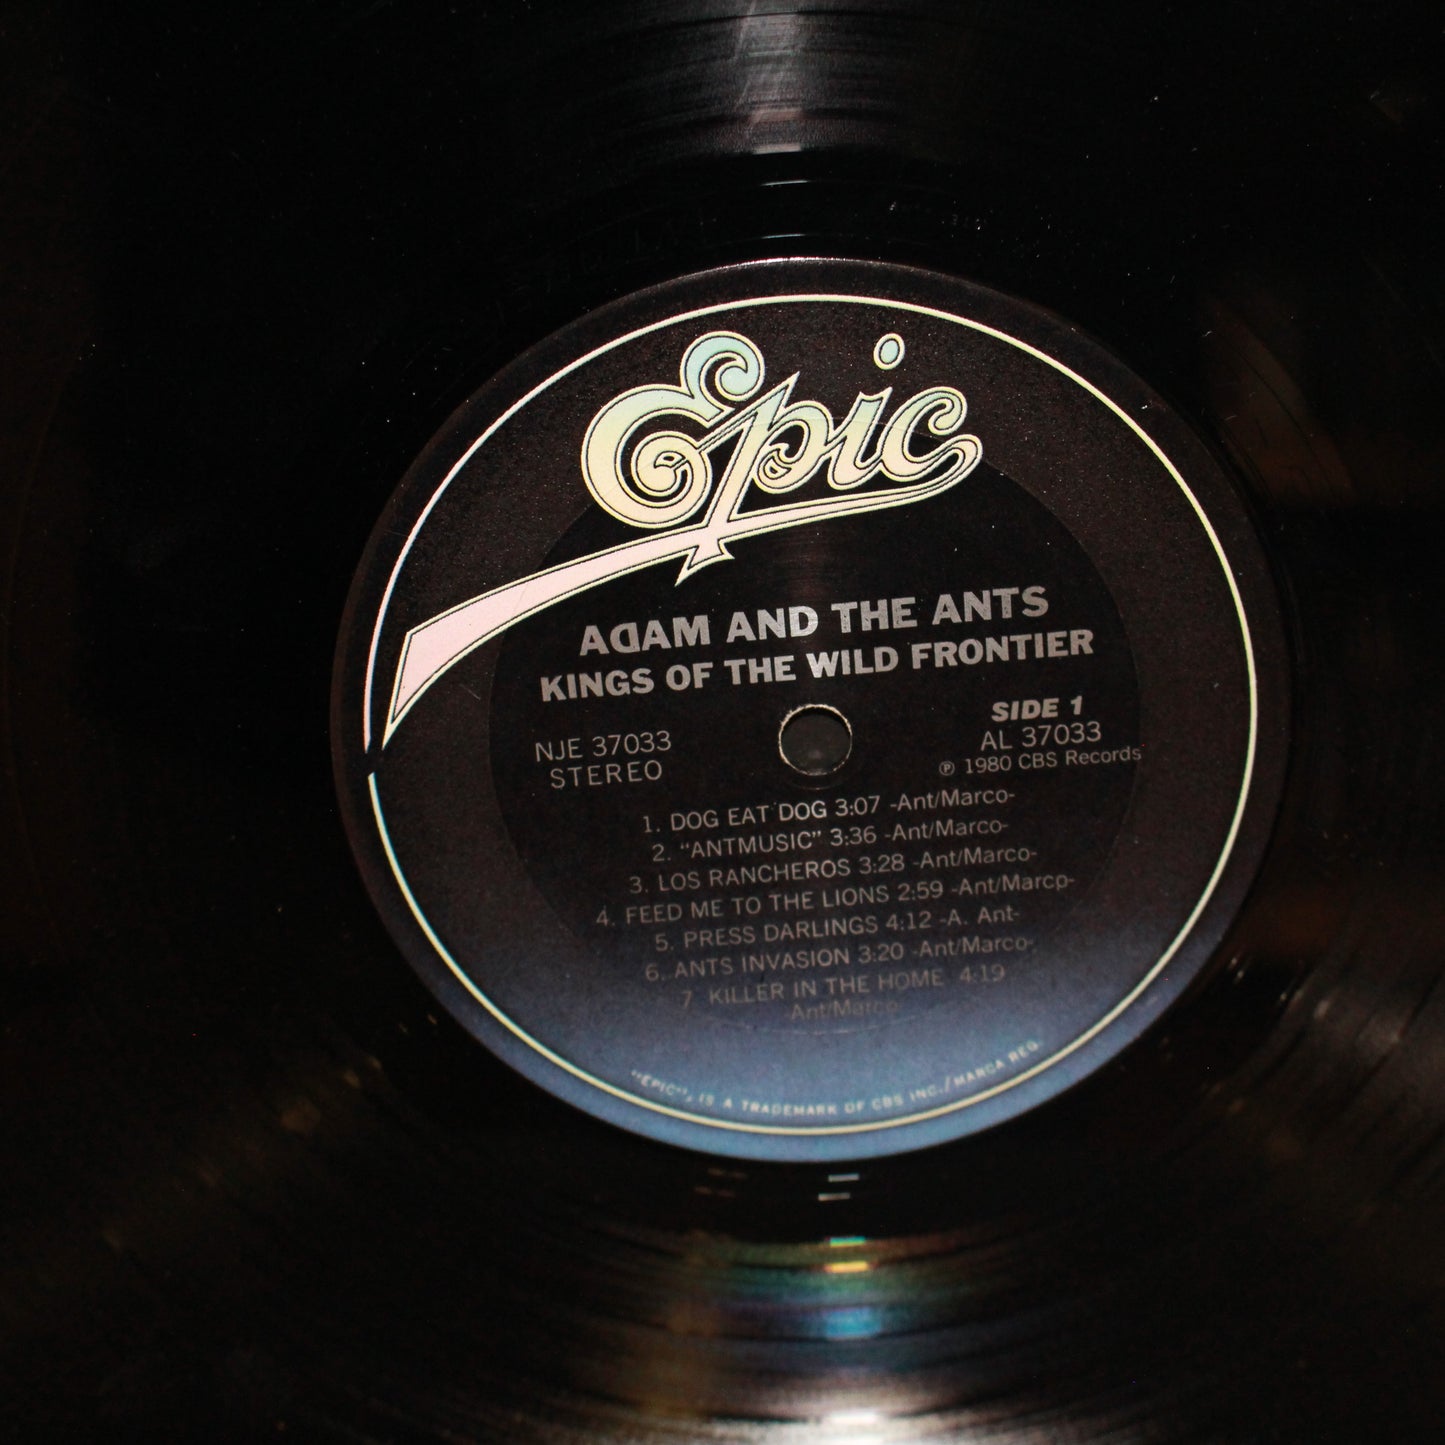 Epic
ADAM AND THE ANTS
KINGS OF THE WILD FRONTIER
NJE 37033
STEREO
SIDE 1
AL 37033
℗ 1980 CBS Records
1. DOG EAT DOG 3:07 -Ant/Marco-
2. "ANTMUSIC" 3:36 -Ant/Marco-
3. LOS RANCHEROS 3:28 -Ant/Marco-
4. FEED ME TO THE LIONS 2:59 -Ant/Marco-
5. PRESS DARLINGS 4:12 -A. Ant-
6. ANTS INVASION 3:20 -Ant/Marco-
7 KILLER IN THE HOME 4:19
Ant/Marco
"EPIC", IS A TRADEMARK OF CBS INC./MARCA REG.